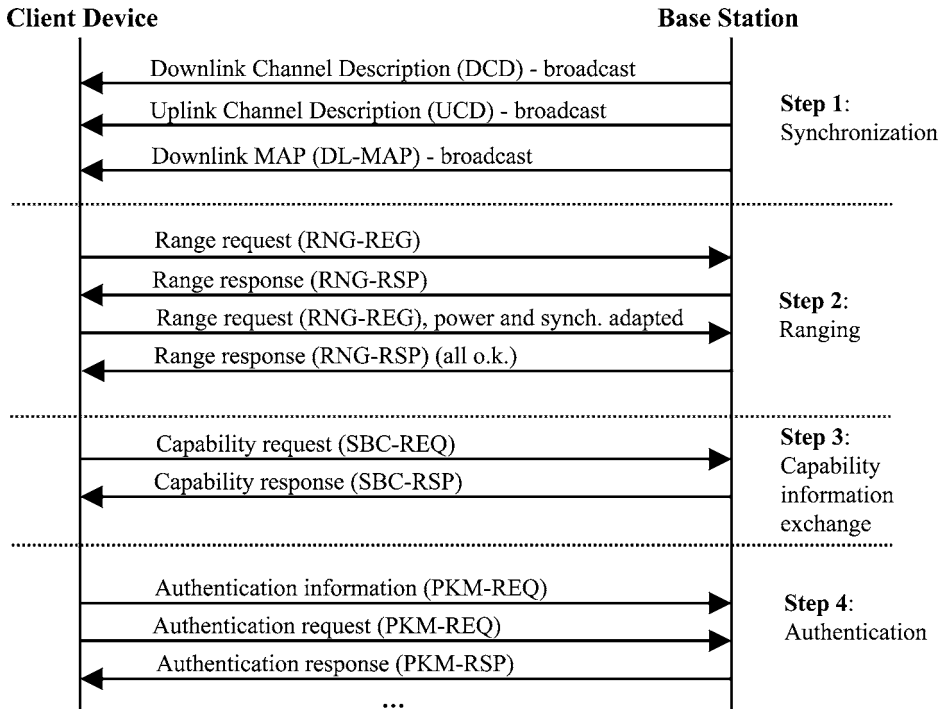 Client Device
Base Station
Downlink Channel Description (DCD) - broadcast
Uplink Channel Description (UCD) - broadcast
Downlink MAP (DL-MAP) - broadcast
Step 1:
Synchronization
Range request (RNG-REG)
Range response (RNG-RSP)
Range request (RNG-REG), power and synch. adapted
Range response (RNG-RSP) (all o.k.)
Step 2:
Ranging
Capability request (SBC-REQ)
Capability response (SBC-RSP)
Step 3:
Capability
information
exchange
Authentication information (PKM-REQ)
Authentication request (PKM-REQ)
Authentication response (PKM-RSP)
Step 4:
Authentication
...